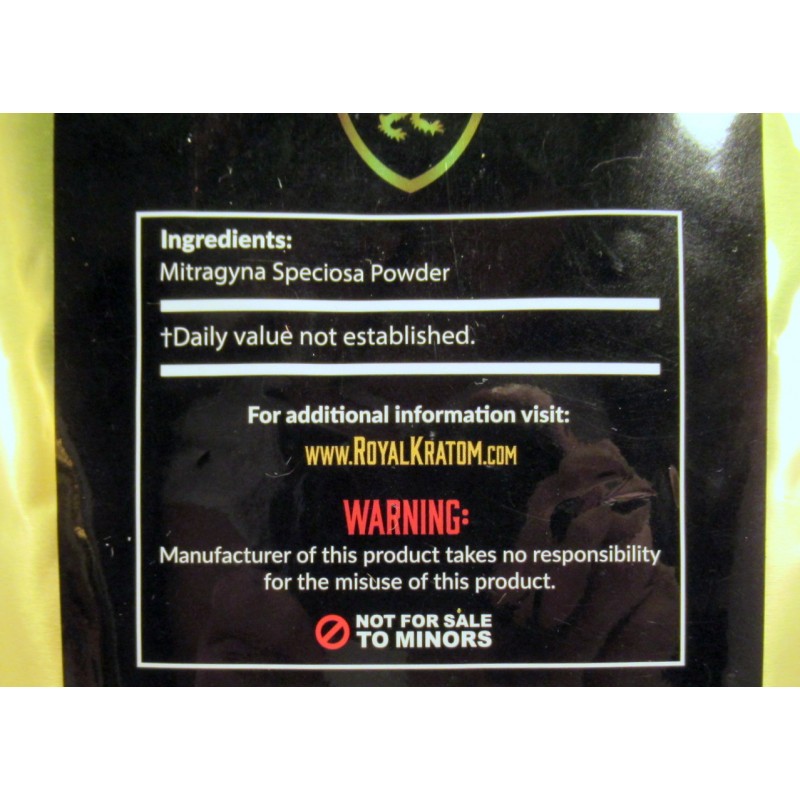 Ingredients:
Mitragyna Speciosa Powder
†Daily value not established.
For additional information visit:
www.RoyalKratom.com
WARNING:
Manufacturer of this product takes no responsibility
for the misuse of this product.
NOT FOR SALE
TO MINORS